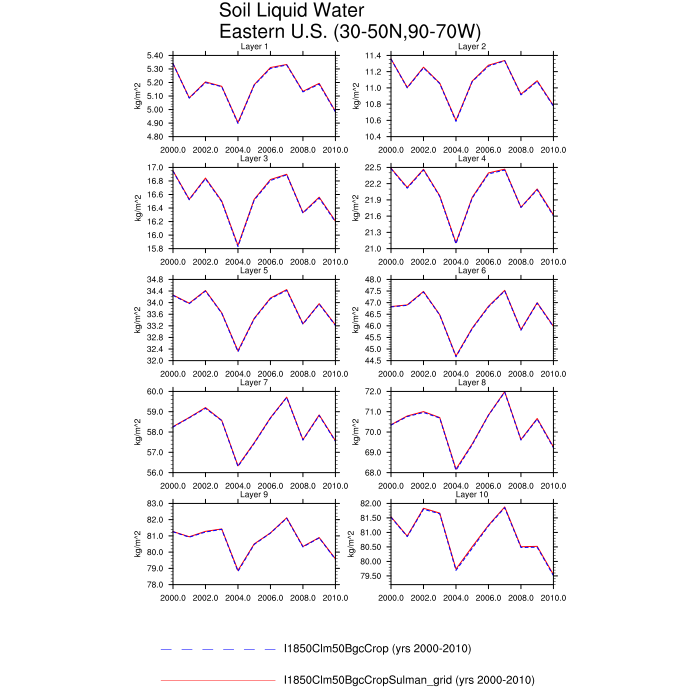 Soil Liquid Water
Eastern U.S. (30-50N,90-70W)
Layer 1
5.40
5.30
5.20
5.10
5.00
4.90
4.80
kg/m^2
2000.0 2002.0 2004.0 2006.0 2008.0 2010.0
Layer 2
11.4
11.2
11.0
10.8
10.6
10.4
kg/m^2
2000.0 2002.0 2004.0 2006.0 2008.0 2010.0
Layer 3
17.0
16.8
16.6
16.4
16.2
16.0
15.8
kg/m^2
2000.0 2002.0 2004.0 2006.0 2008.0 2010.0
Layer 4
22.5
22.2
21.9
21.6
21.3
21.0
kg/m^2
2000.0 2002.0 2004.0 2006.0 2008.0 2010.0
Layer 5
34.8
34.4
34.0
33.6
33.2
32.8
32.4
32.0
kg/m^2
2000.0 2002.0 2004.0 2006.0 2008.0 2010.0
Layer 6
48.0
47.5
47.0
46.5
46.0
45.5
45.0
44.5
kg/m^2
2000.0 2002.0 2004.0 2006.0 2008.0 2010.0
Layer 7
60.0
59.0
58.0
57.0
56.0
kg/m^2
2000.0 2002.0 2004.0 2006.0 2008.0 2010.0
Layer 8
72.0
71.0
70.0
69.0
68.0
kg/m^2
2000.0 2002.0 2004.0 2006.0 2008.0 2010.0
Layer 9
83.0
82.0
81.0
80.0
79.0
78.0
kg/m^2
2000.0 2002.0 2004.0 2006.0 2008.0 2010.0
Layer 10
82.00
81.50
81.00
80.50
80.00
79.50
kg/m^2
2000.0 2002.0 2004.0 2006.0 2008.0 2010.0
I1850Clm50BgcCrop (yrs 2000-2010)
I1850Clm50BgcCropSulman_grid (yrs 2000-2010)